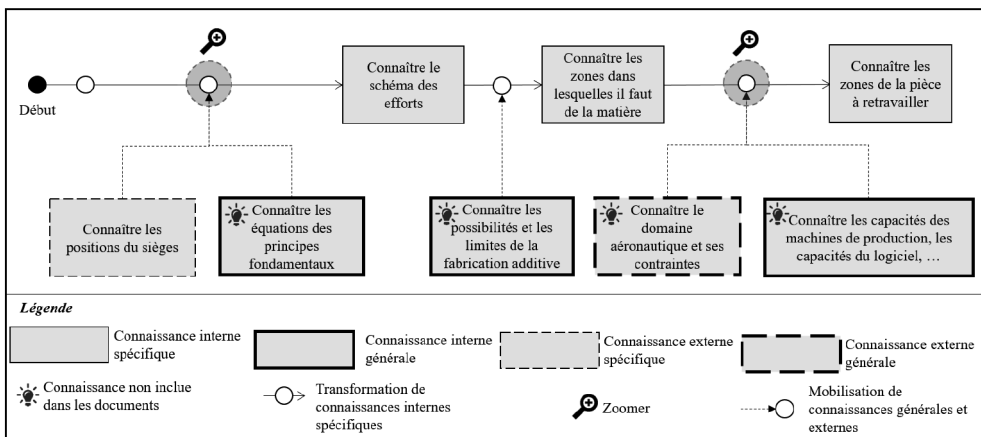 Début
Connaître le
schéma des
efforts
Connaître les
zones dans
lesquelles il faut
de la matière
Connaître les
zones de la pièce
à retravailler
Connaître les
positions du sièges
Connaître les
équations des
principes
fondamentaux
Connaître les
possibilités et les
limites de la
fabrication additive
Connaître le
domaine
aéronautique et ses
contraintes
Connaître les capacités des
machines de production, les
capacités du logiciel, …
Légende
Connaissance interne
spécifique
Connaissance interne
générale
Connaissance externe
spécifique
Connaissance externe
générale
Connaissance non inclue
dans les documents
Transformation de
connaissances internes
spécifiques
Zoomer
Mobilisation de
connaissances générales et
externes